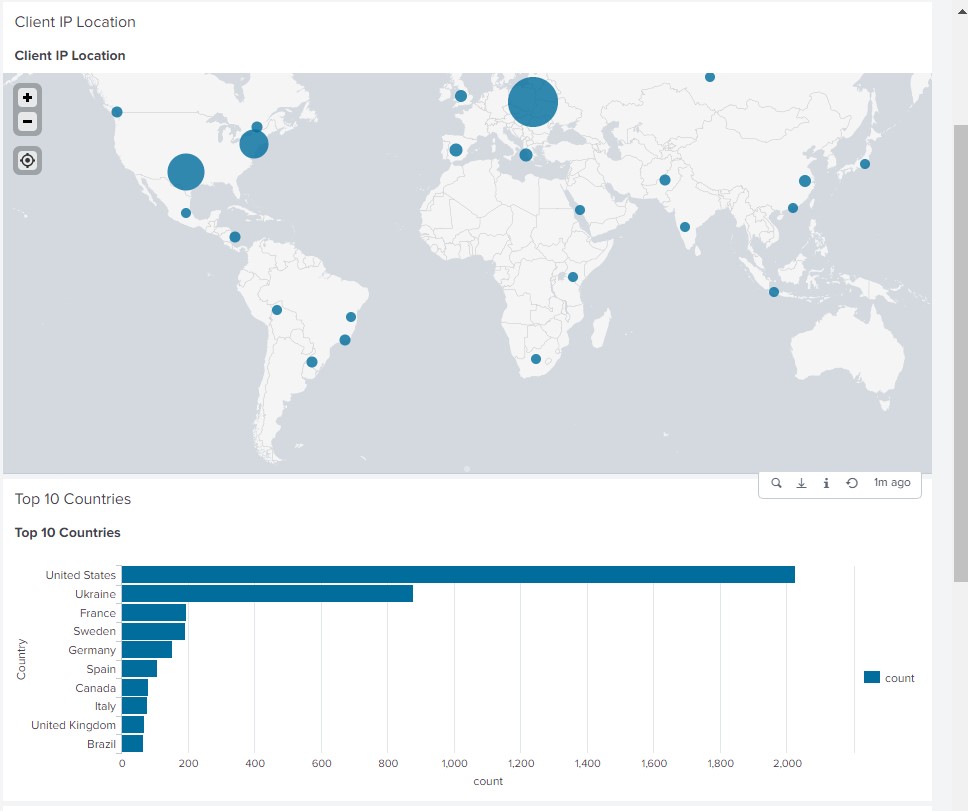 Client IP Location
Client IP Location
+
−
1m ago
Top 10 Countries
Top 10 Countries
United States
Ukraine
France
Sweden
Germany
Spain
Canada
Italy
United Kingdom
Brazil
Country
0 200 400 600 800 1,000 1,200 1,400 1,600 1,800 2,000
count
count